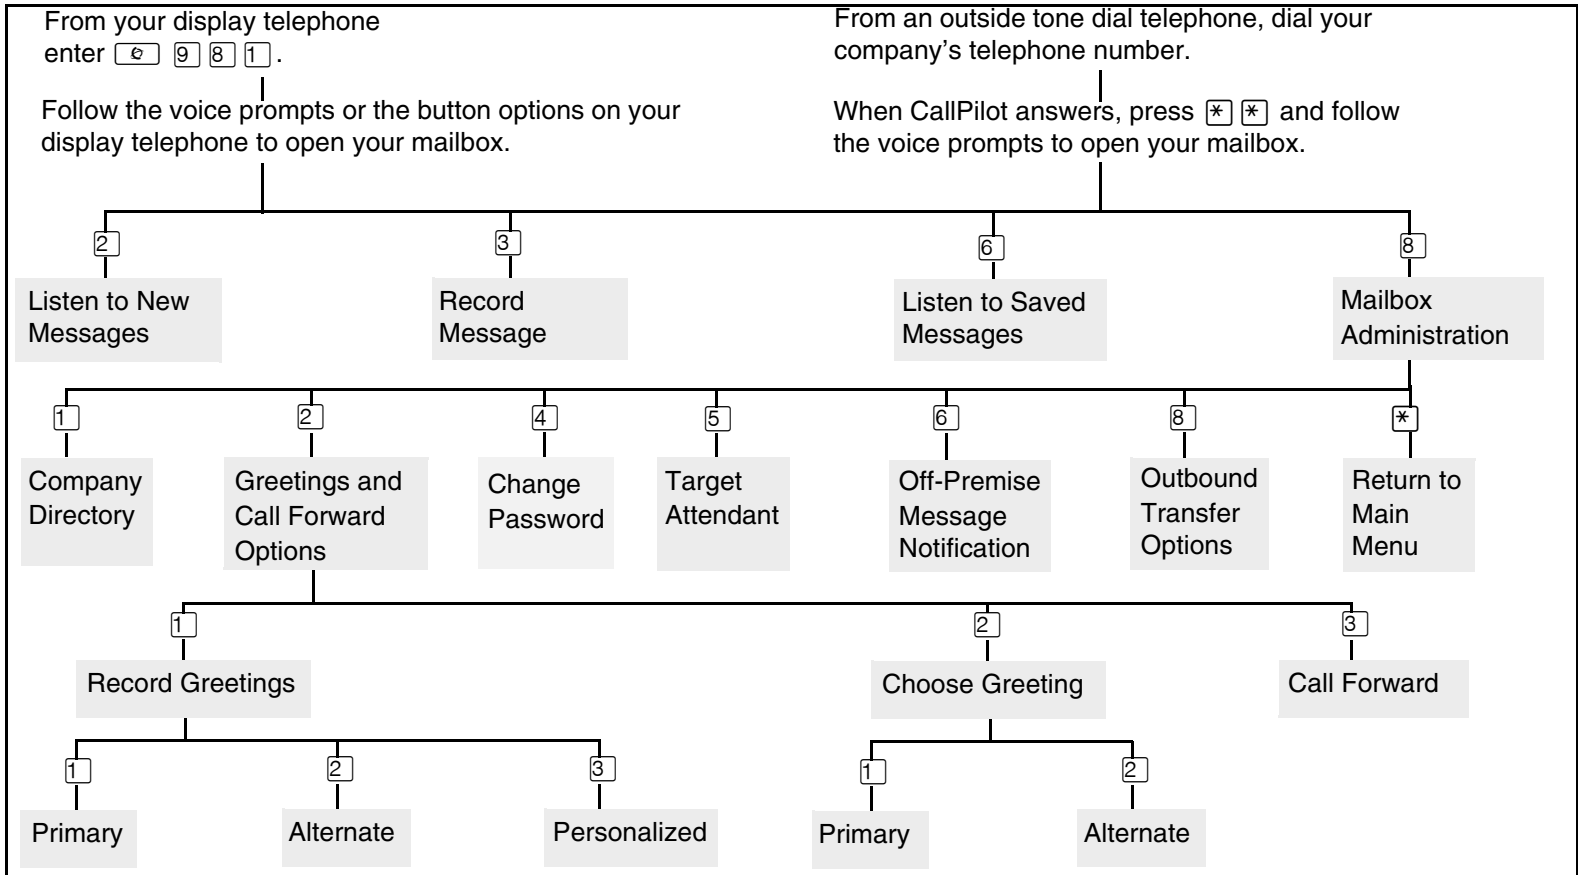 From your display telephone
enter 9 8 1 .
Follow the voice prompts or the button options on your
display telephone to open your mailbox.
From an outside tone dial telephone, dial your
company's telephone number.
When CallPilot answers, press * * and follow
the voice prompts to open your mailbox.
2
3
6
8
Listen to New
Messages
Record
Message
Listen to Saved
Messages
Mailbox
Administration
1
2
4
5
6
8
*
Company
Directory
Greetings and
Call Forward
Options
Change
Password
Target
Attendant
Off-Premise
Message
Notification
Outbound
Transfer
Options
Return to
Main
Menu
1
2
3
Record Greetings
Choose Greeting
Call Forward
1
2
3
1
2
Primary
Alternate
Personalized
Primary
Alternate